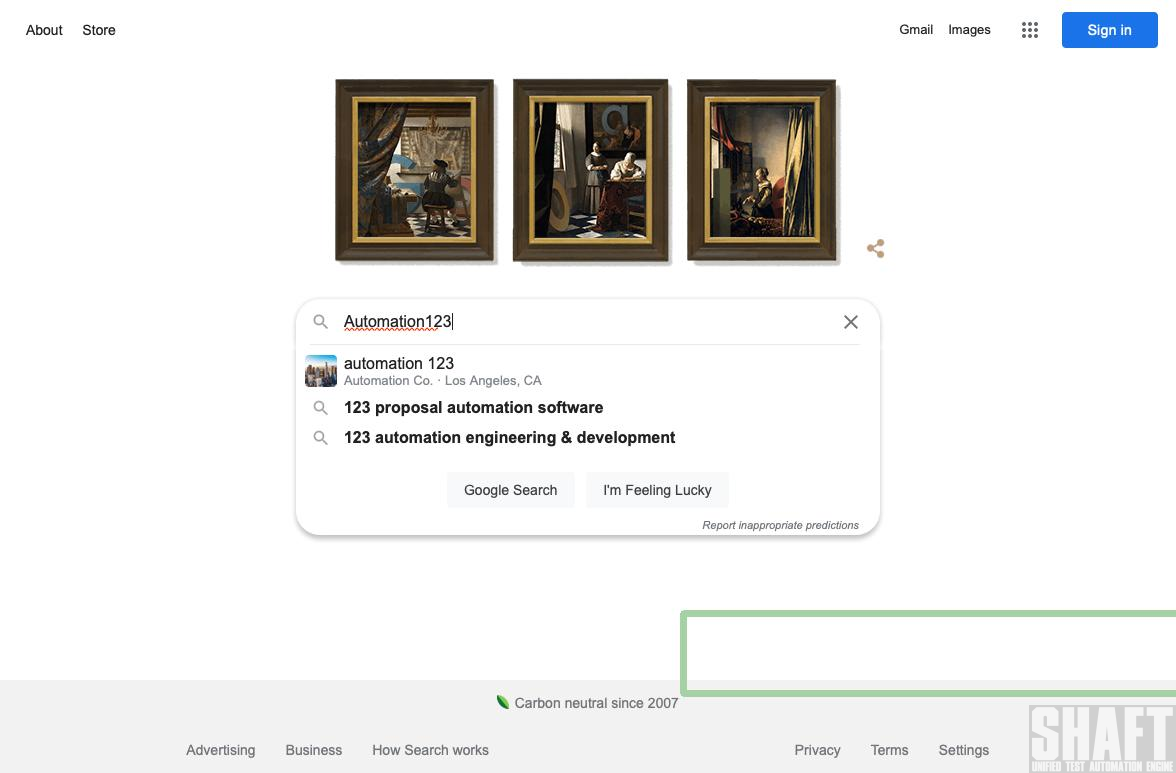 About Store Gmail Images Sign in
Automation123
automation 123
Automation Co. · Los Angeles, CA
123 proposal automation software
123 automation engineering & development
Google Search I'm Feeling Lucky
Report inappropriate predictions
Carbon neutral since 2007
Advertising Business How Search works Privacy Terms Settings
SHAFT
UNIFIED TEST AUTOMATION ENGINE